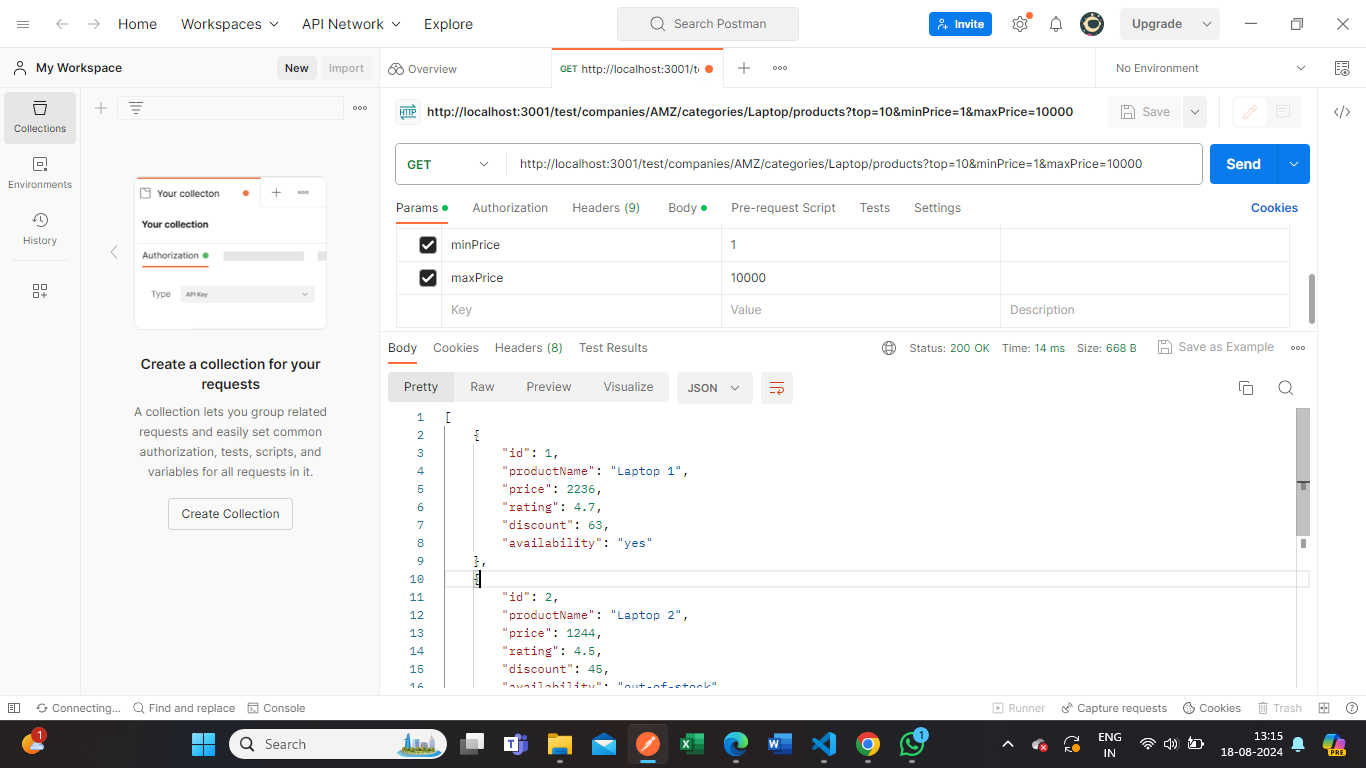 Home Workspaces API Network Explore Search Postman Invite Upgrade
My Workspace New Import Overview GET http://localhost:3001/t No Environment
Collections
Environments
History
Your collecton
Your collection
Authorization
Type API Key
Create a collection for your
requests
A collection lets you group related
requests and easily set common
authorization, tests, scripts, and
variables for all requests in it.
Create Collection
HTTP http://localhost:3001/test/companies/AMZ/categories/Laptop/products?top=10&minPrice=1&maxPrice=10000 Save
GET http://localhost:3001/test/companies/AMZ/categories/Laptop/products?top=10&minPrice=1&maxPrice=10000 Send
Params Authorization Headers (9) Body Pre-request Script Tests Settings Cookies
minPrice 1
maxPrice 10000
Key Value Description
Body Cookies Headers (8) Test Results Status: 200 OK Time: 14 ms Size: 668 B Save as Example
Pretty Raw Preview Visualize JSON
1 [
2 {
3 "id": 1,
4 "productName": "Laptop 1",
5 "price": 2236,
6 "rating": 4.7,
7 "discount": 63,
8 "availability": "yes"
9 },
10 {
11 "id": 2,
12 "productName": "Laptop 2",
13 "price": 1244,
14 "rating": 4.5,
15 "discount": 45,
16 "availability": "out-of-stock"
Connecting... Find and replace Console Runner Capture requests Cookies Trash
1 Search 1 ENG 13:15
IN 18-08-2024 PRE